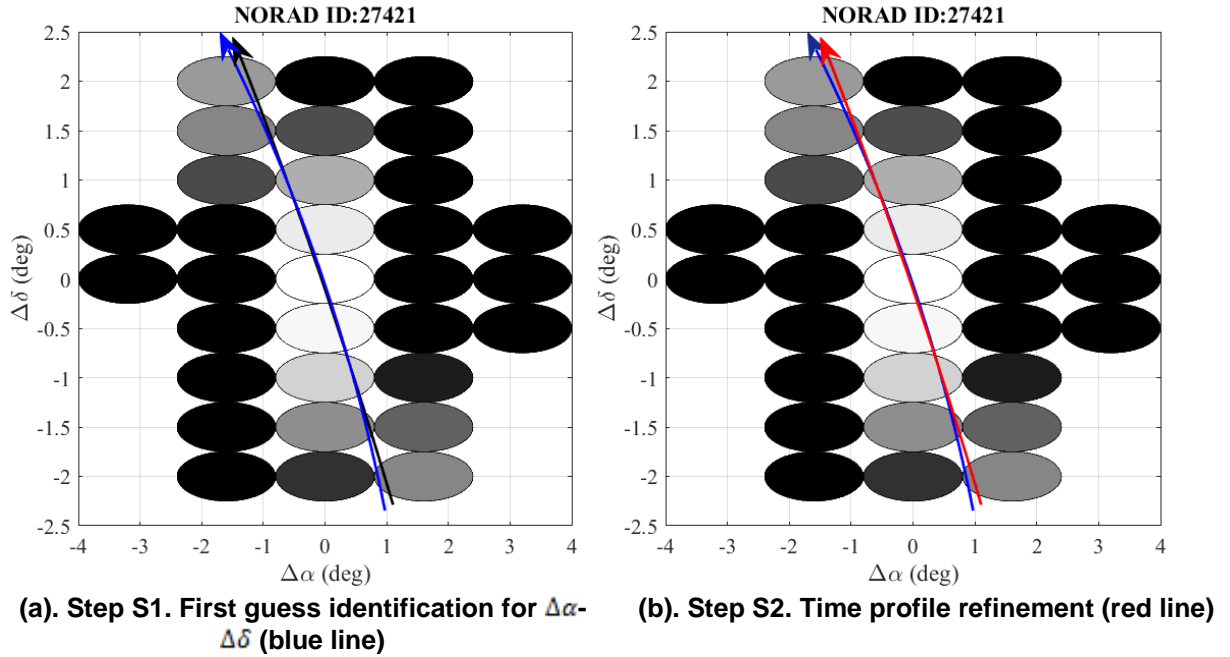 NORAD ID:27421
2.5
2
1.5
1
0.5
0
-0.5
-1
-1.5
-2
-2.5
Δδ (deg)
-4 -3 -2 -1 0 1 2 3 4
Δα (deg)
(a). Step S1. First guess identification for Δα-
Δδ (blue line)
NORAD ID:27421
2.5
2
1.5
1
0.5
0
-0.5
-1
-1.5
-2
-2.5
Δδ (deg)
-4 -3 -2 -1 0 1 2 3 4
Δα (deg)
(b). Step S2. Time profile refinement (red line)